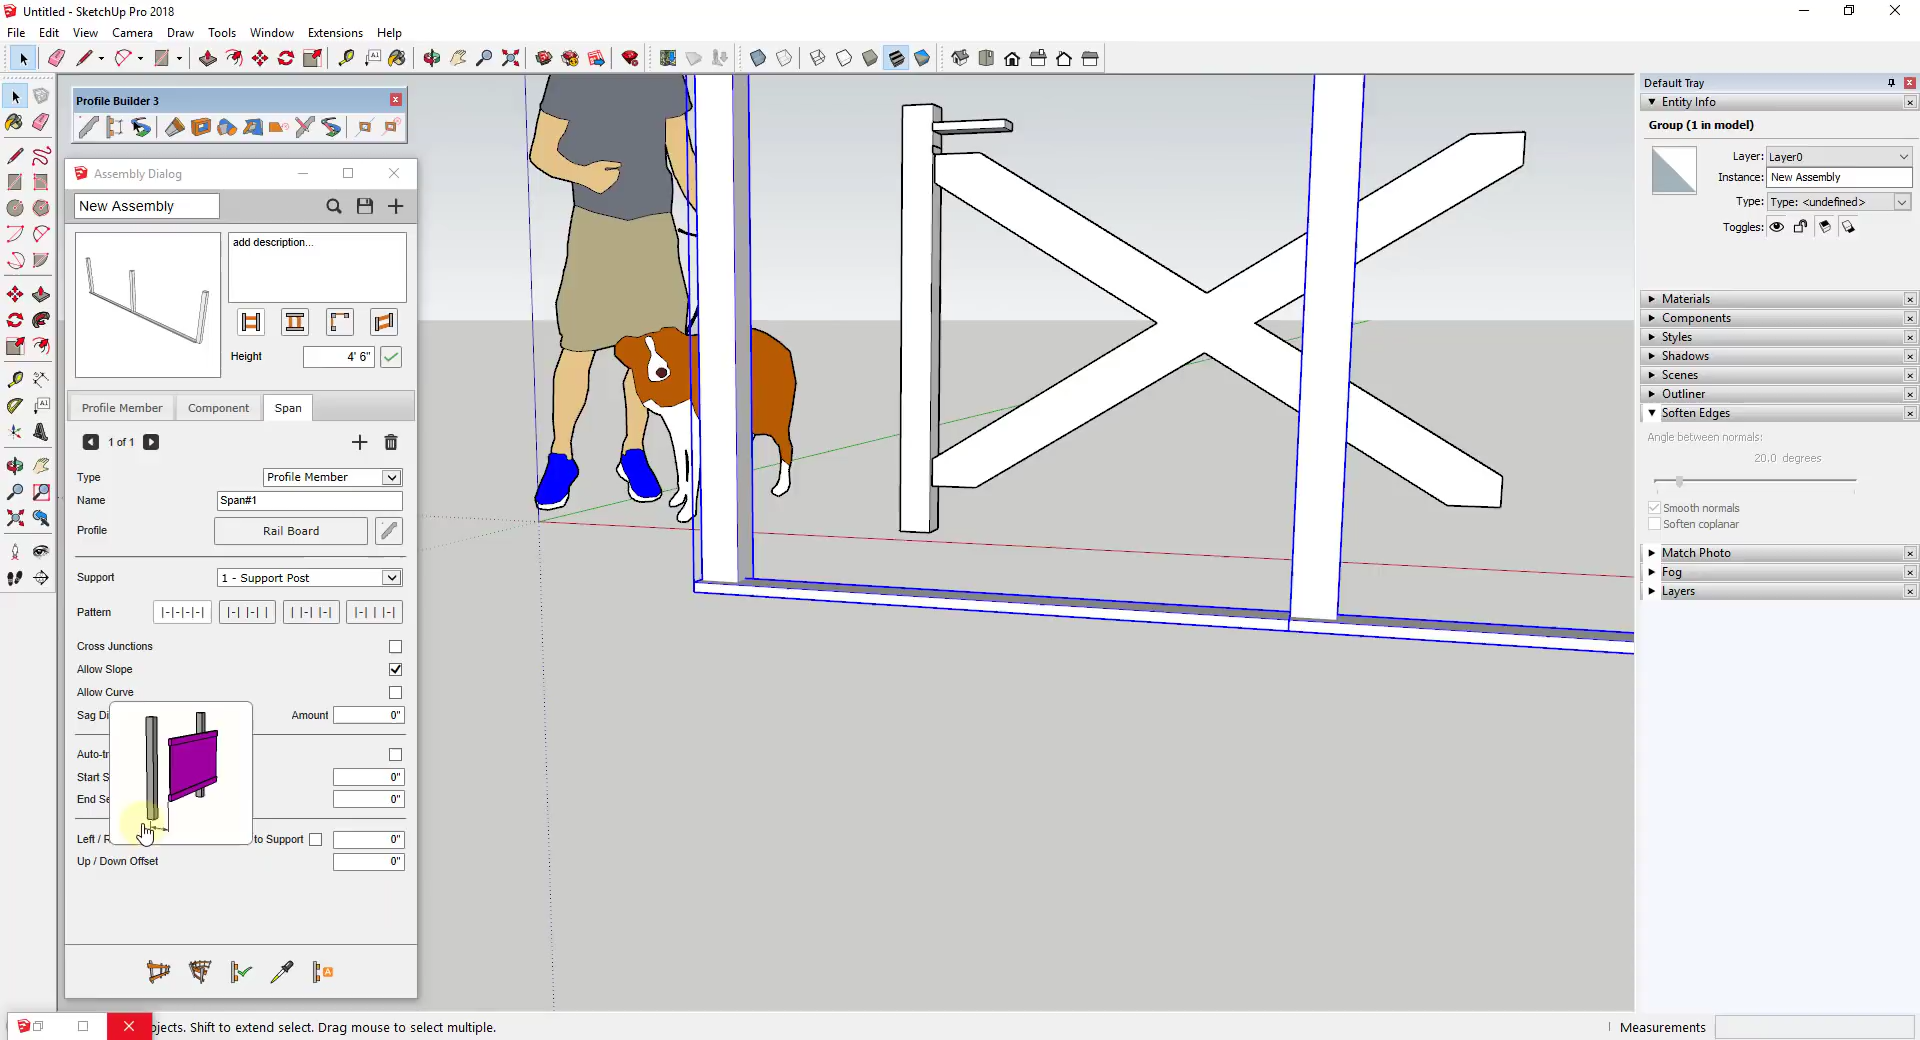 Untitled - SketchUp Pro 2018
File Edit View Camera Draw Tools Window Extensions Help
Profile Builder 3
Assembly Dialog
New Assembly
add description...
Height 4' 6"
Profile Member Component Span
1 of 1
Type Profile Member
Name Span#1
Profile Rail Board
Support 1 - Support Post
Pattern |-|-|-|-| |-| |-| | | |-| |-| |-| | |-|
Cross Junctions
Allow Slope
Allow Curve
Sag Di Amount 0"
Auto-tr
Start S 0"
End Se 0"
Left / R to Support 0"
Up / Down Offset 0"
bjects. Shift to extend select. Drag mouse to select multiple.
Measurements
Default Tray
Entity Info
Group (1 in model)
Layer: Layer0
Instance: New Assembly
Type: Type: <undefined>
Toggles:
Materials
Components
Styles
Shadows
Scenes
Outliner
Soften Edges
Angle between normals:
20.0 degrees
Smooth normals
Soften coplanar
Match Photo
Fog
Layers